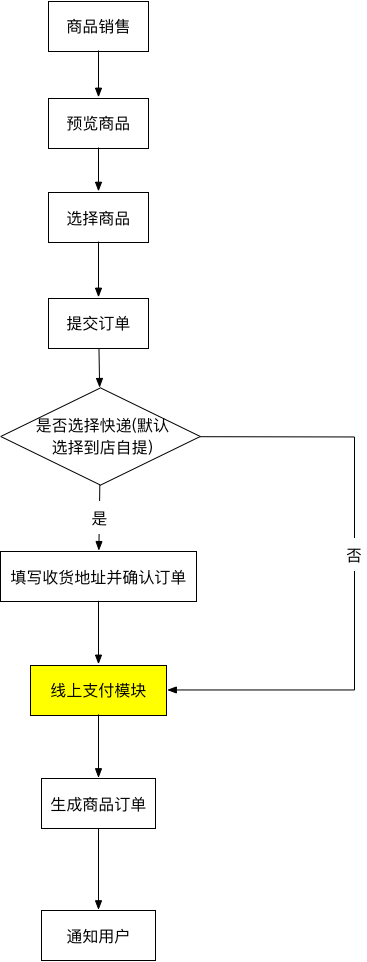 商品销售
预览商品
选择商品
提交订单
是否选择快递(默认
选择到店自提)
是
否
填写收货地址并确认订单
线上支付模块
生成商品订单
通知用户